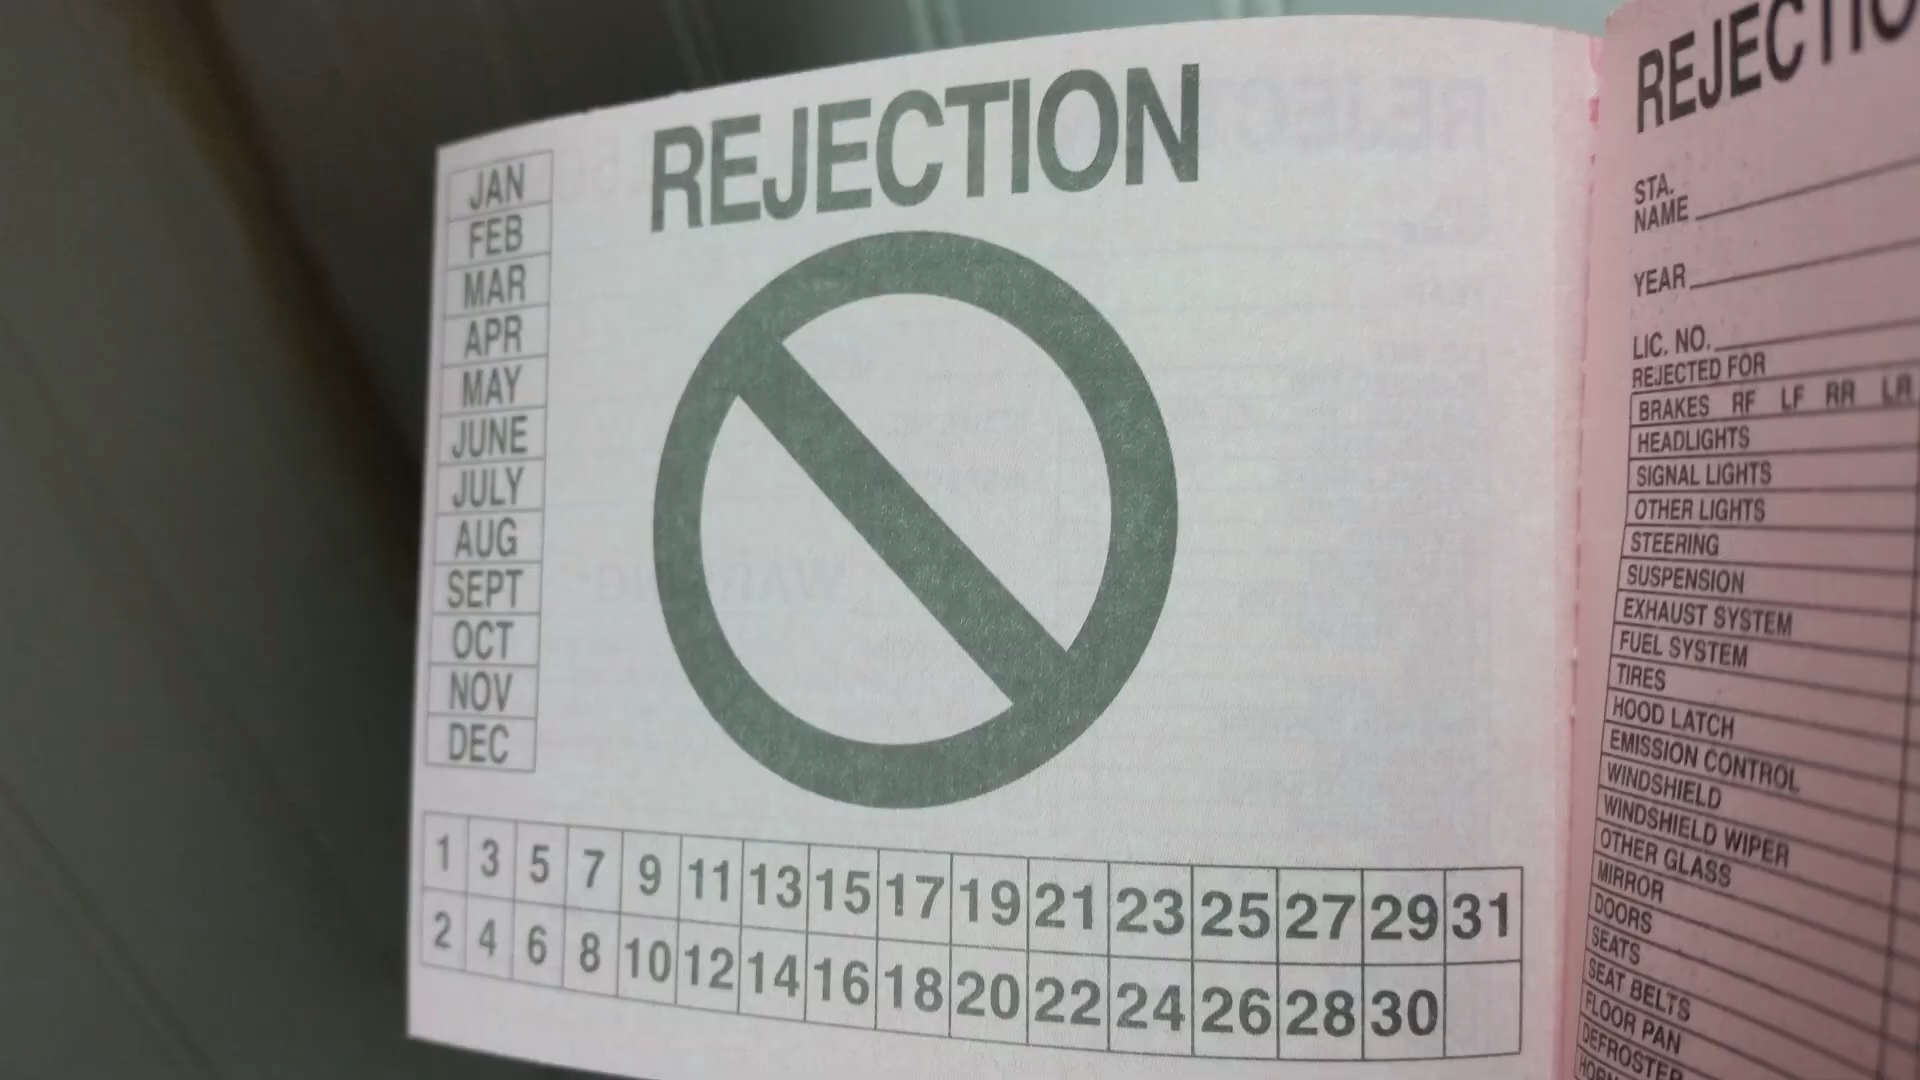 REJECTION
JAN
FEB
MAR
APR
MAY
JUNE
JULY
AUG
SEPT
OCT
NOV
DEC
1 3 5 7 9 11 13 15 17 19 21 23 25 27 29 31
2 4 6 8 10 12 14 16 18 20 22 24 26 28 30
REJECTIO
STA.
NAME
YEAR
LIC. NO.
REJECTED FOR
BRAKES RF LF RR LR
HEADLIGHTS
SIGNAL LIGHTS
OTHER LIGHTS
STEERING
SUSPENSION
EXHAUST SYSTEM
FUEL SYSTEM
TIRES
HOOD LATCH
EMISSION CONTROL
WINDSHIELD
WINDSHIELD WIPER
OTHER GLASS
MIRROR
DOORS
SEATS
SEAT BELTS
FLOOR PAN
DEFROSTER